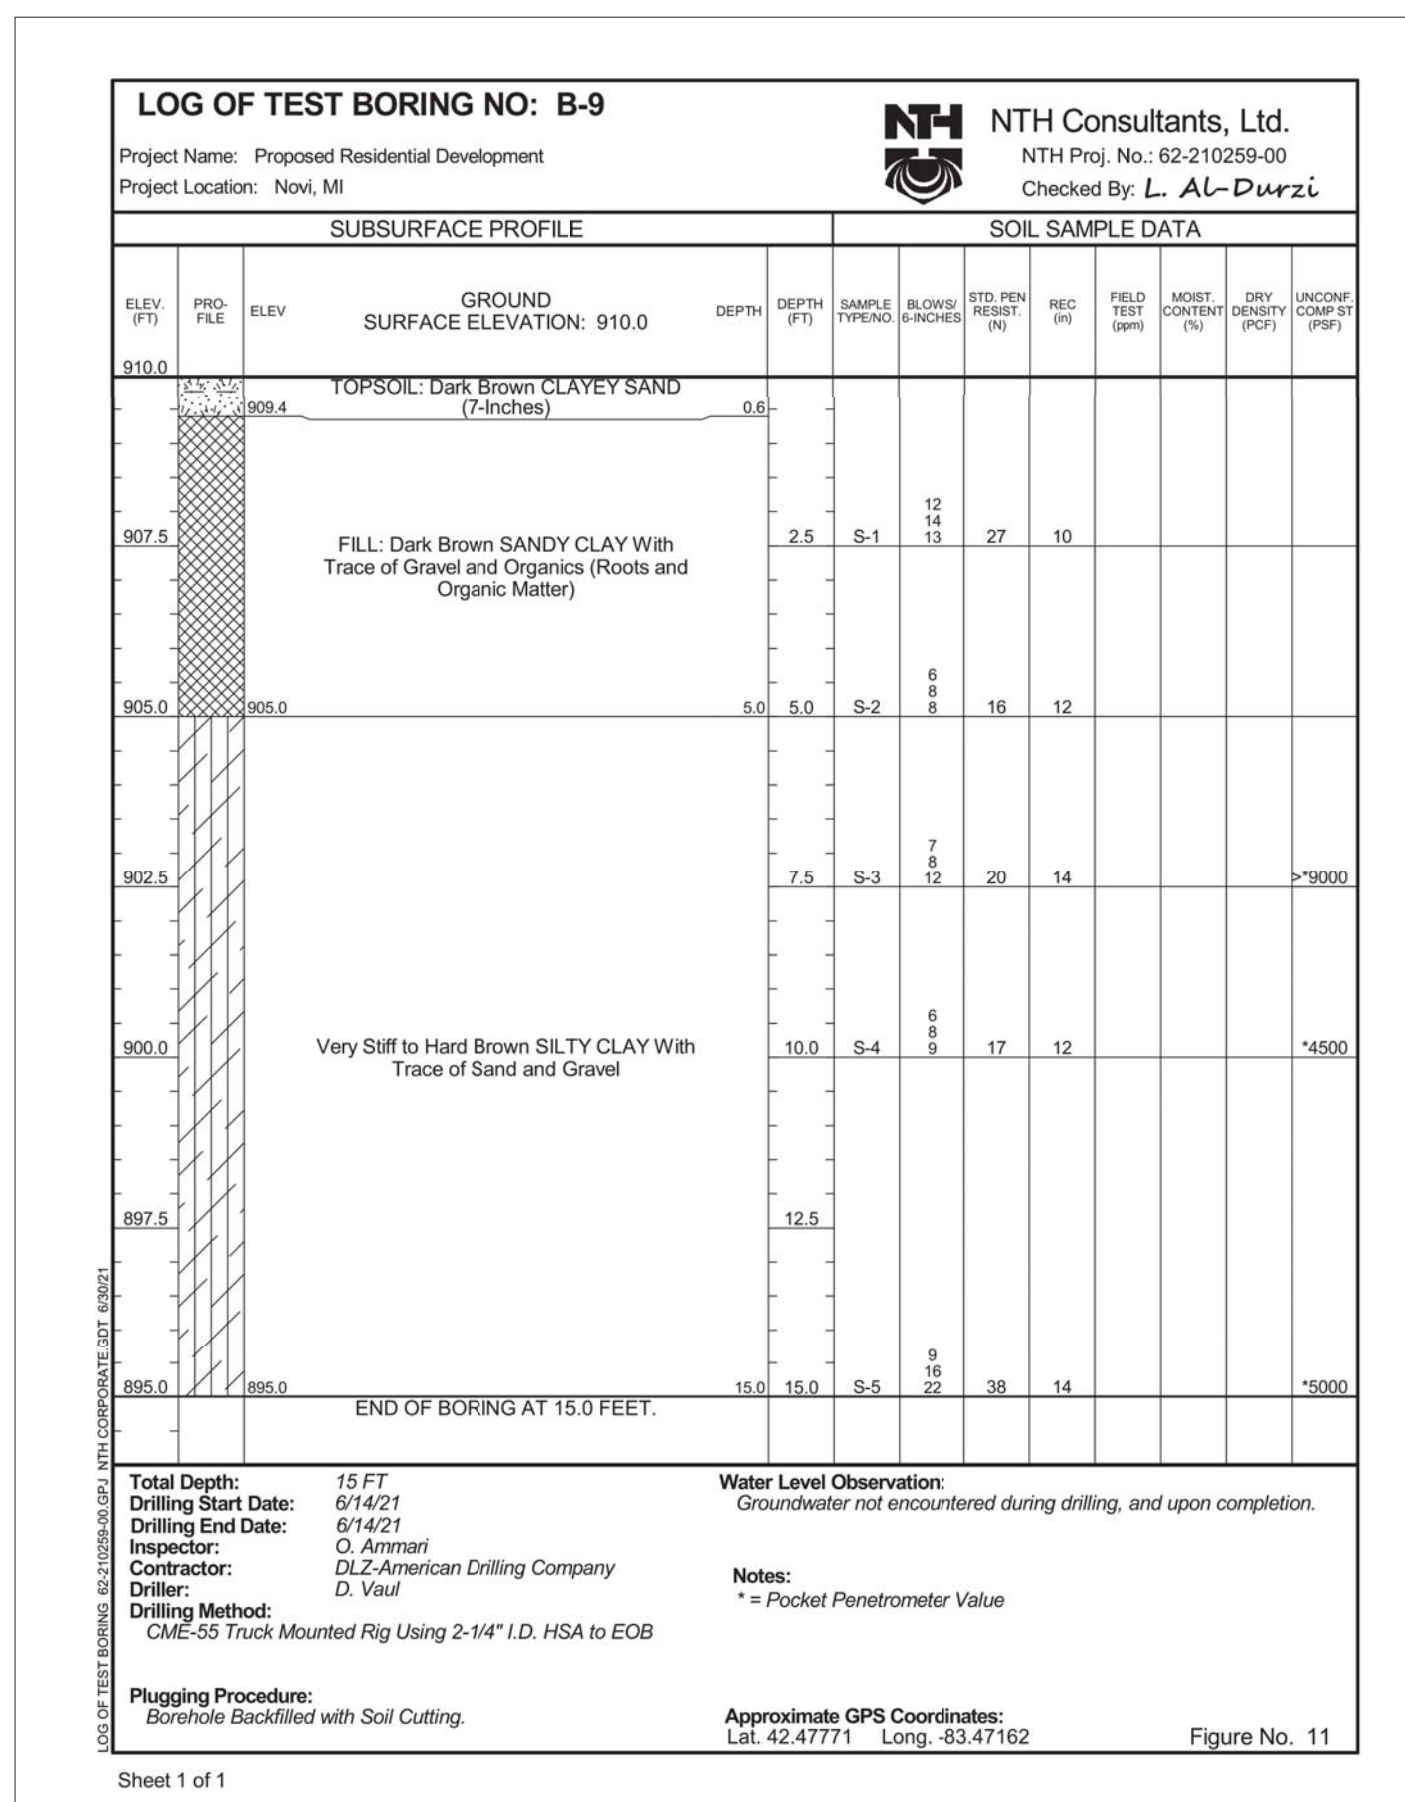 LOG OF TEST BORING NO: B-9
Project Name: Proposed Residential Development
Project Location: Novi, MI
NTH
NTH Consultants, Ltd.
NTH Proj. No.: 62-210259-00
Checked By: L. Al-Durzi
SUBSURFACE PROFILE SOIL SAMPLE DATA
ELEV. (FT) PRO-FILE ELEV GROUND SURFACE ELEVATION: 910.0 DEPTH DEPTH (FT) SAMPLE TYPE/NO. BLOWS/ 6-INCHES STD. PEN RESIST. (N) REC (in) FIELD TEST (ppm) MOIST. CONTENT (%) DRY DENSITY (PCF) UNCONF. COMP ST (PSF)
910.0
TOPSOIL: Dark Brown CLAYEY SAND
909.4 (7-Inches) 0.6
12
14
907.5 2.5 S-1 13 27 10
FILL: Dark Brown SANDY CLAY With
Trace of Gravel and Organics (Roots and
Organic Matter)
6
8
905.0 905.0 5.0 5.0 S-2 8 16 12
7
8
902.5 7.5 S-3 12 20 14 >*9000
6
8
900.0 Very Stiff to Hard Brown SILTY CLAY With 10.0 S-4 9 17 12 *4500
Trace of Sand and Gravel
897.5 12.5
9
16
895.0 895.0 15.0 15.0 S-5 22 38 14 *5000
END OF BORING AT 15.0 FEET.
Total Depth: 15 FT
Drilling Start Date: 6/14/21
Drilling End Date: 6/14/21
Inspector: O. Ammari
Contractor: DLZ-American Drilling Company
Driller: D. Vaul
Drilling Method:
CME-55 Truck Mounted Rig Using 2-1/4" I.D. HSA to EOB
Plugging Procedure:
Borehole Backfilled with Soil Cutting.
Water Level Observation:
Groundwater not encountered during drilling, and upon completion.
Notes:
* = Pocket Penetrometer Value
Approximate GPS Coordinates:
Lat. 42.47771 Long. -83.47162
Figure No. 11
LOG OF TEST BORING 62-210259-00.GPJ NTH CORPORATE.GDT 6/30/21
Sheet 1 of 1